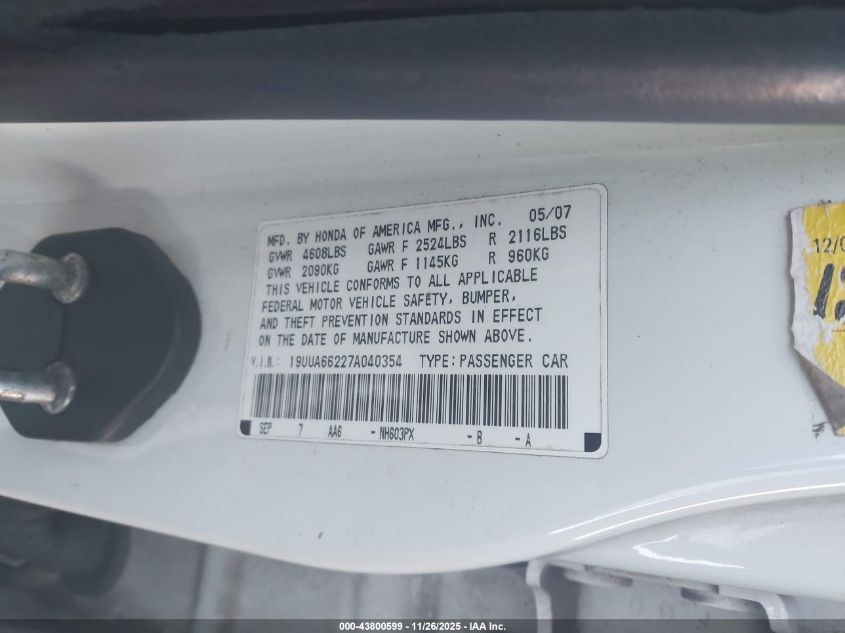 MFD. BY HONDA OF AMERICA MFG., INC. 05/07
GVWR 4608LBS GAWR F 2524LBS R 2116LBS
GVWR 2090KG GAWR F 1145KG R 960KG
THIS VEHICLE CONFORMS TO ALL APPLICABLE
FEDERAL MOTOR VEHICLE SAFETY, BUMPER,
AND THEFT PREVENTION STANDARDS IN EFFECT
ON THE DATE OF MANUFACTURE SHOWN ABOVE.
V.I.N.: 19UUA66227A040354 TYPE:PASSENGER CAR
SEP 7 AA6 -NH603PX -B -A
000-43800599 - 11/26/2025 - IAA Inc.